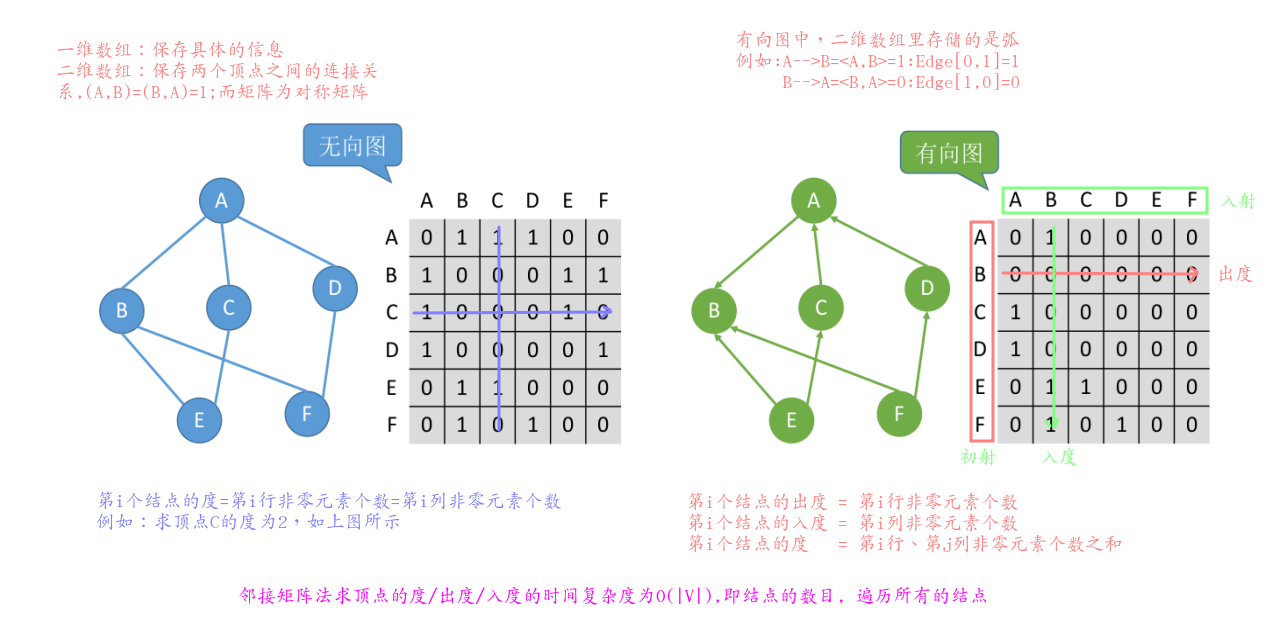 一维数组：保存具体的信息
二维数组：保存两个顶点之间的连接关
系,(A,B)=(B,A)=1;而矩阵为对称矩阵
无向图
A
B
C
D
E
F
A B C D E F
A 0 1 1 1 0 0
B 1 0 0 0 1 1
C 1 0 0 0 1 0
D 1 0 0 0 0 1
E 0 1 1 0 0 0
F 0 1 0 1 0 0
第i个结点的度=第i行非零元素个数=第i列非零元素个数
例如：求顶点C的度为2，如上图所示
有向图中，二维数组里存储的是弧
例如:A-->B=<A,B>=1:Edge[0,1]=1
B-->A=<B,A>=0:Edge[1,0]=0
有向图
A
B
C
D
E
F
A B C D E F 入射
A 0 1 0 0 0 0
B 0 0 0 0 0 0 出度
C 1 0 0 0 0 0
D 1 0 0 0 0 0
E 0 1 1 0 0 0
F 0 1 0 1 0 0
初射 入度
第i个结点的出度 = 第i行非零元素个数
第i个结点的入度 = 第i列非零元素个数
第i个结点的度 = 第i行、第j列非零元素个数之和
邻接矩阵法求顶点的度/出度/入度的时间复杂度为O(|V|),即结点的数目，遍历所有的结点